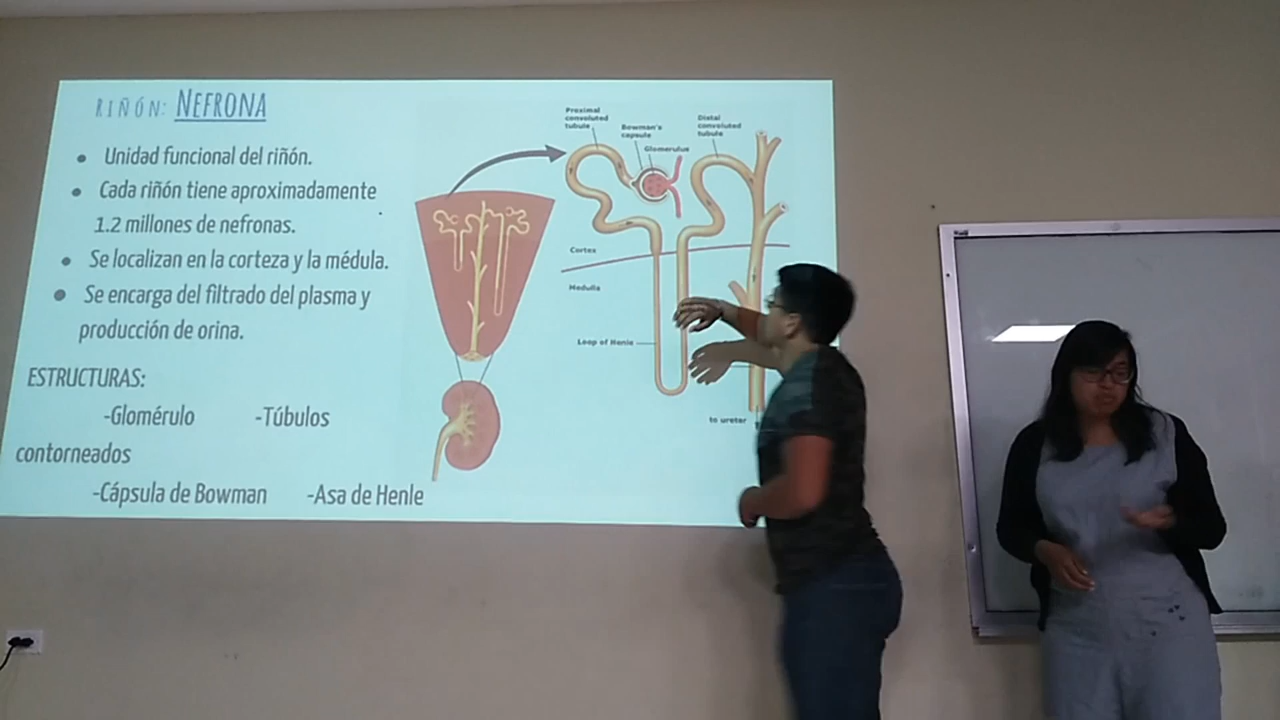 RIÑÓN: NEFRONA
● Unidad funcional del riñón.
● Cada riñón tiene aproximadamente
1.2 millones de nefronas.
● Se localizan en la corteza y la médula.
● Se encarga del filtrado del plasma y
producción de orina.
ESTRUCTURAS:
-Glomérulo -Túbulos
contorneados
-Cápsula de Bowman -Asa de Henle
Proximal
convoluted
tubule
Bowman's
capsule
Glomerulus
Distal
convoluted
tubule
Cortex
Medulla
Loop of Henle
to ureter